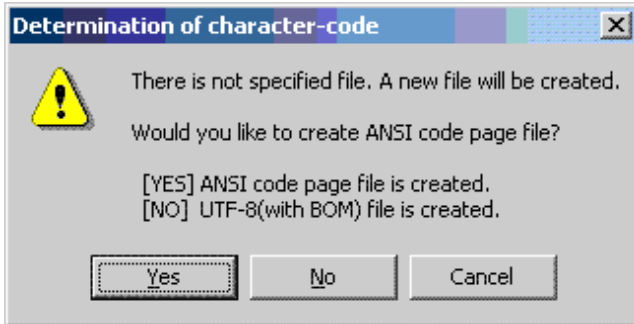 Determination of character-code
There is not specified file. A new file will be created.
Would you like to create ANSI code page file?
[YES] ANSI code page file is created.
[NO] UTF-8(with BOM) file is created.
Yes
No
Cancel